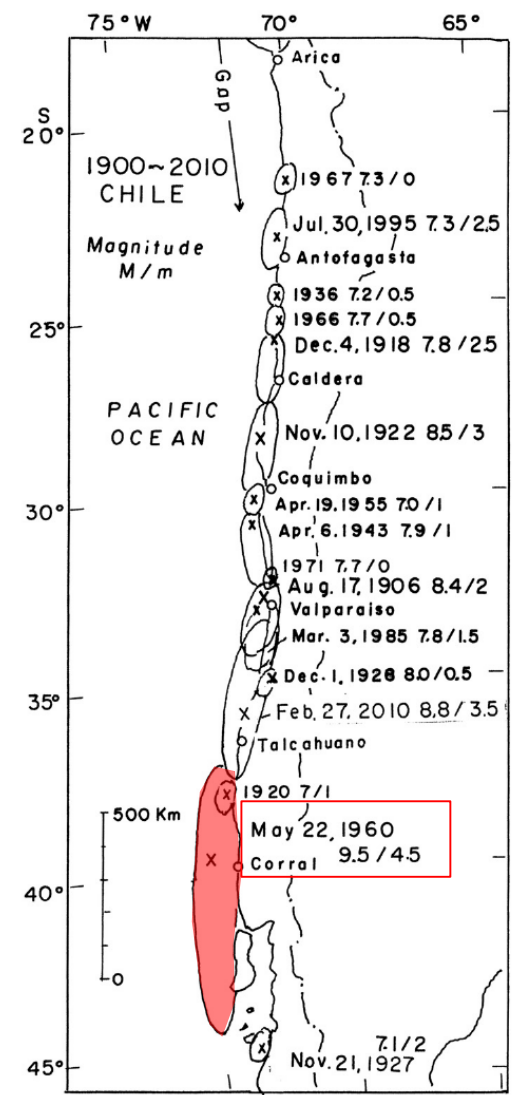 75°W 70° 65°
Arica
Gap
S
20°
1900~2010
CHILE
1967 7.3/0
Jul.30,1995 7.3/2.5
Magnitude
M/m
Antofagasta
1936 7.2/0.5
1966 7.7/0.5
25°
Dec.4,1918 7.8/2.5
Caldera
PACIFIC
OCEAN
Nov.10,1922 8.5/3
Coquimbo
Apr.19.1955 7.0/1
30°
Apr.6.1943 7.9/1
1971 7.7/0
Aug.17,1906 8.4/2
Valparaiso
Mar. 3,1985 7.8/1.5
Dec.1,1928 8.0/0.5
35°
Feb.27,2010 8.8/3.5
Talcahuano
1920 7/1
500 Km
May 22,1960
9.5/4.5
Corral
40°
0
7.1/2
Nov.21,1927
45°